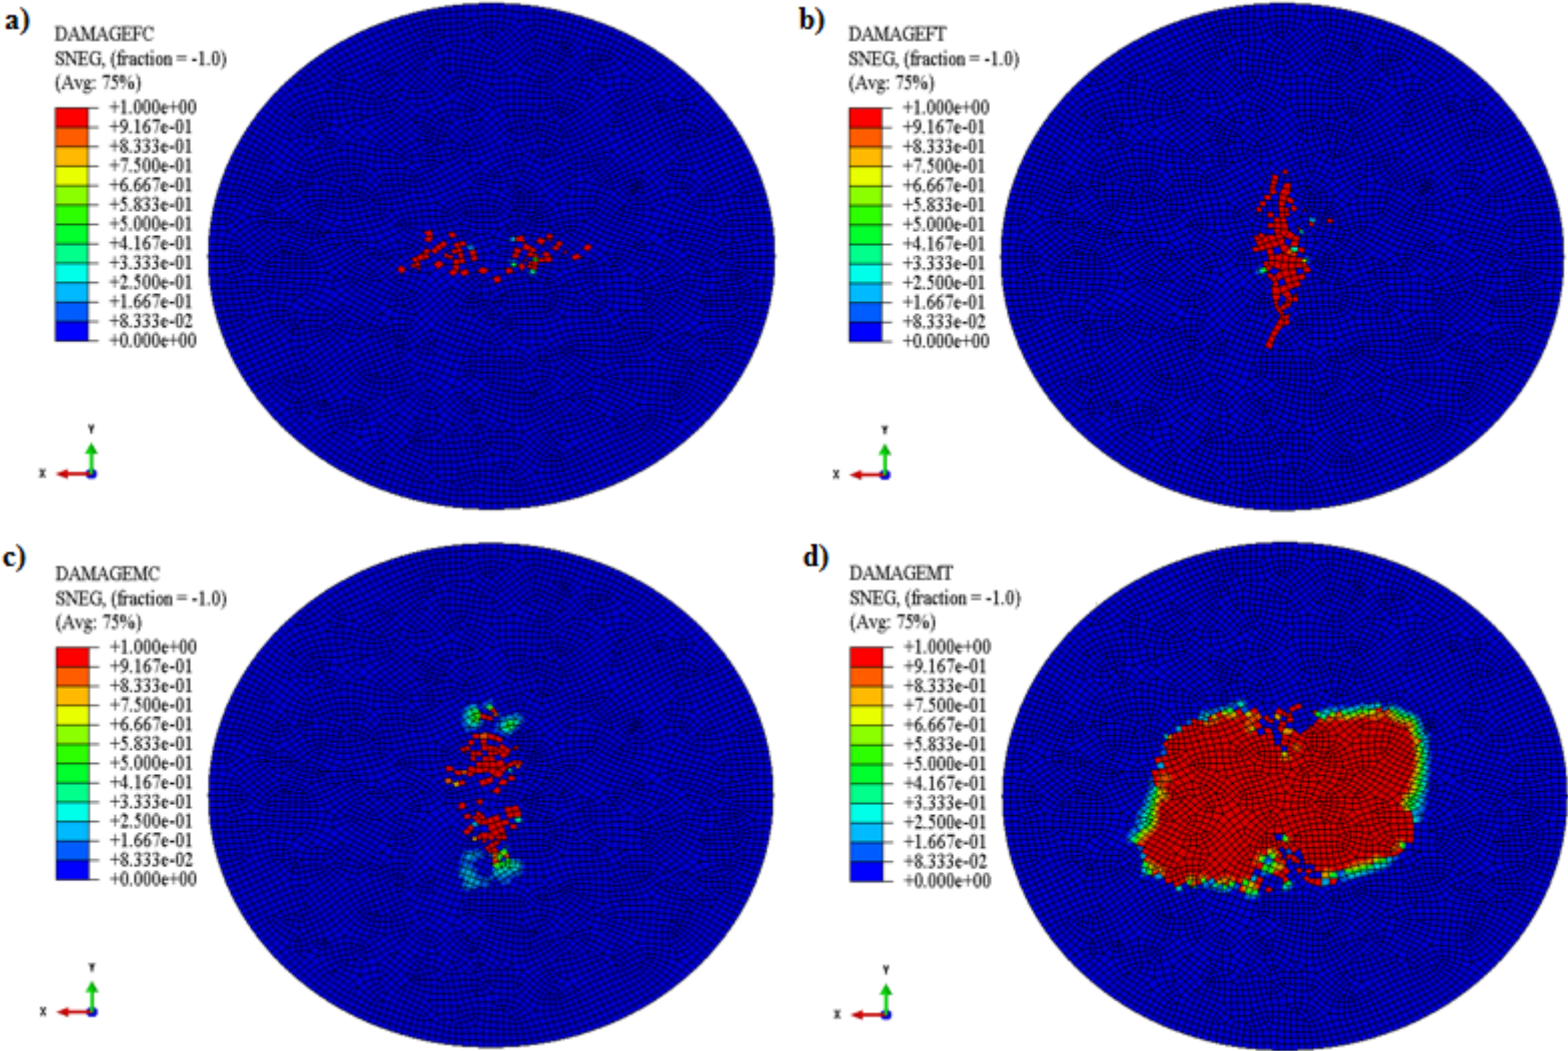 a)
DAMAGEFC
SNEG, (fraction = -1.0)
(Avg: 75%)
+1.000e+00
+9.167e-01
+8.333e-01
+7.500e-01
+6.667e-01
+5.833e-01
+5.000e-01
+4.167e-01
+3.333e-01
+2.500e-01
+1.667e-01
+8.333e-02
+0.000e+00
Y
X
b)
DAMAGEFT
SNEG, (fraction = -1.0)
(Avg: 75%)
+1.000e+00
+9.167e-01
+8.333e-01
+7.500e-01
+6.667e-01
+5.833e-01
+5.000e-01
+4.167e-01
+3.333e-01
+2.500e-01
+1.667e-01
+8.333e-02
+0.000e+00
Y
X
c)
DAMAGEMC
SNEG, (fraction = -1.0)
(Avg: 75%)
+1.000e+00
+9.167e-01
+8.333e-01
+7.500e-01
+6.667e-01
+5.833e-01
+5.000e-01
+4.167e-01
+3.333e-01
+2.500e-01
+1.667e-01
+8.333e-02
+0.000e+00
Y
X
d)
DAMAGEMT
SNEG, (fraction = -1.0)
(Avg: 75%)
+1.000e+00
+9.167e-01
+8.333e-01
+7.500e-01
+6.667e-01
+5.833e-01
+5.000e-01
+4.167e-01
+3.333e-01
+2.500e-01
+1.667e-01
+8.333e-02
+0.000e+00
Y
X